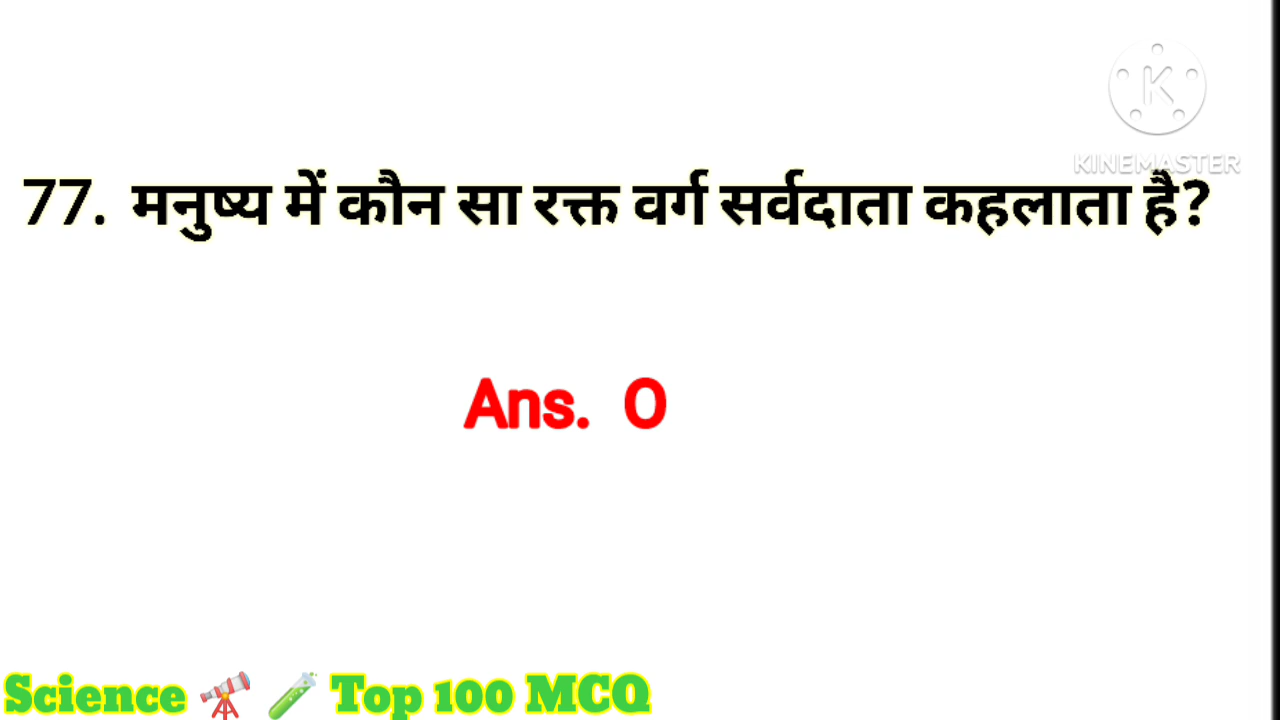 K
KINEMASTER
77. मनुष्य में कौन सा रक्त वर्ग सर्वदाता कहलाता है?
Ans. O
Science 🔭 🧪 Top 100 MCQ